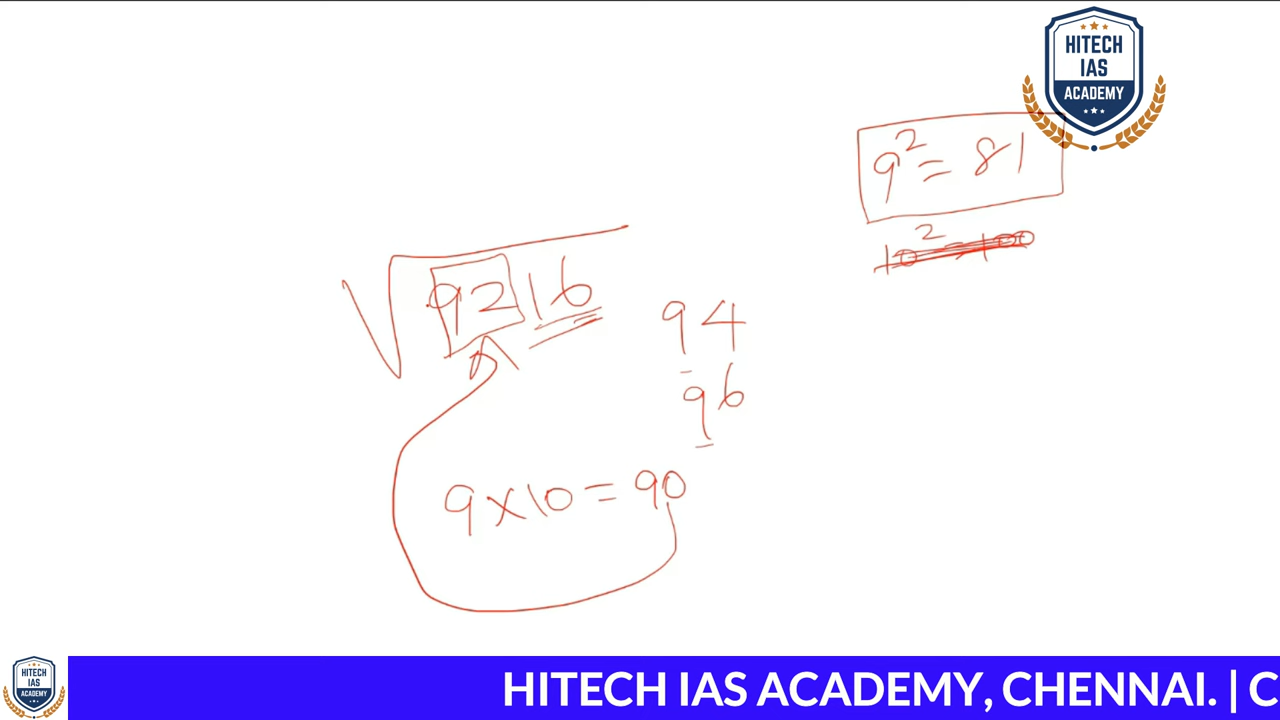 HITECH
IAS
ACADEMY
9² = 81
10² = 100
√9216
94
96
9 × 10 = 90
HITECH
IAS
ACADEMY
HITECH IAS ACADEMY, CHENNAI. | C